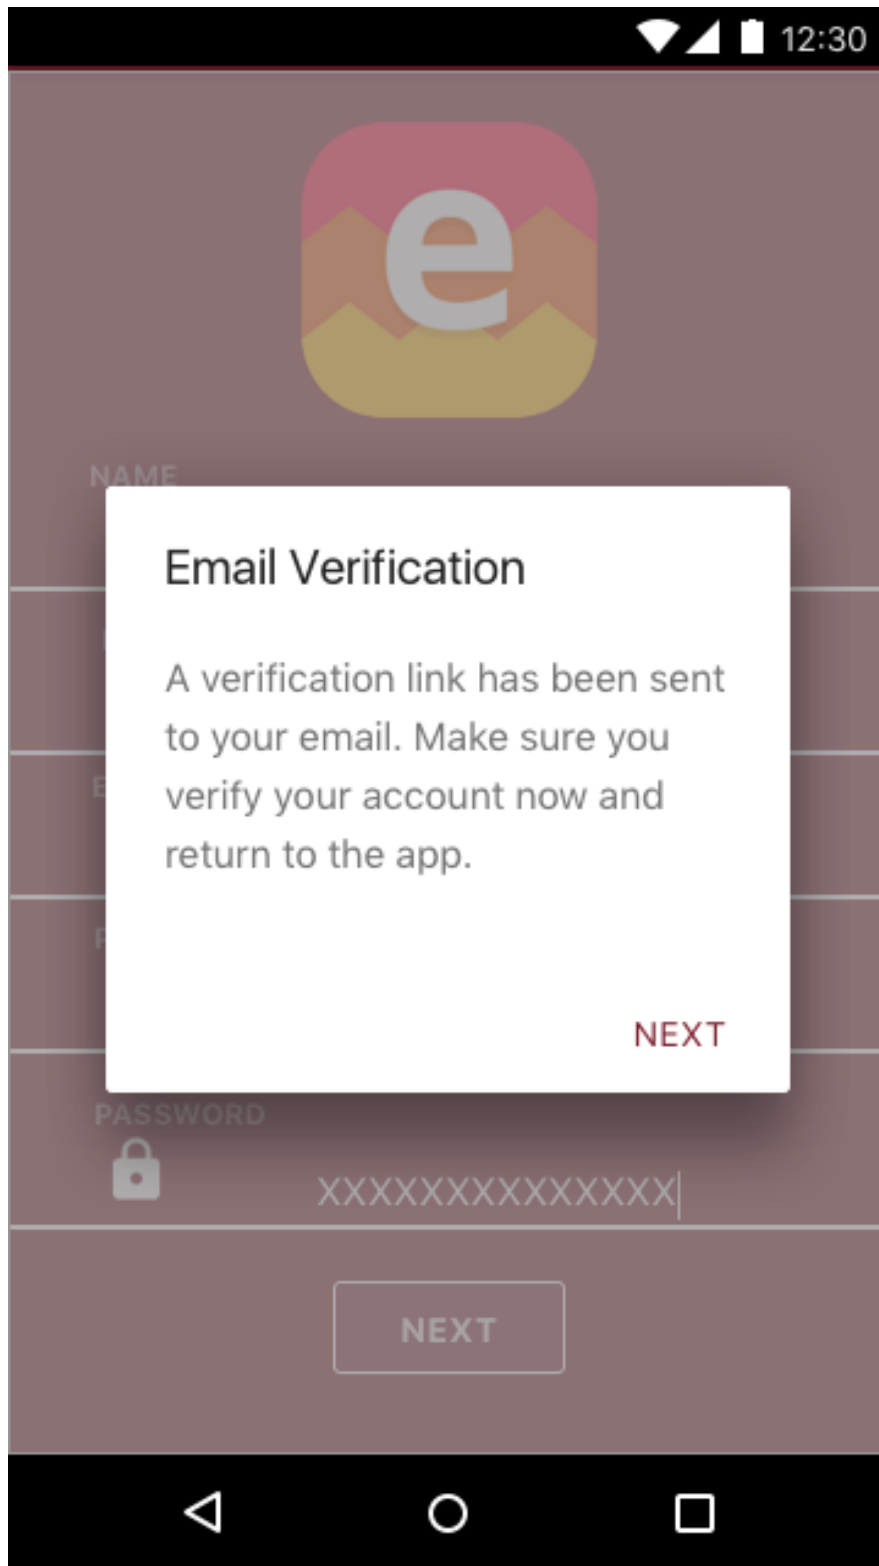 12:30
e
NAME
Email Verification
A verification link has been sent
to your email. Make sure you
verify your account now and
return to the app.
NEXT
PASSWORD
XXXXXXXXXXXXXX
NEXT